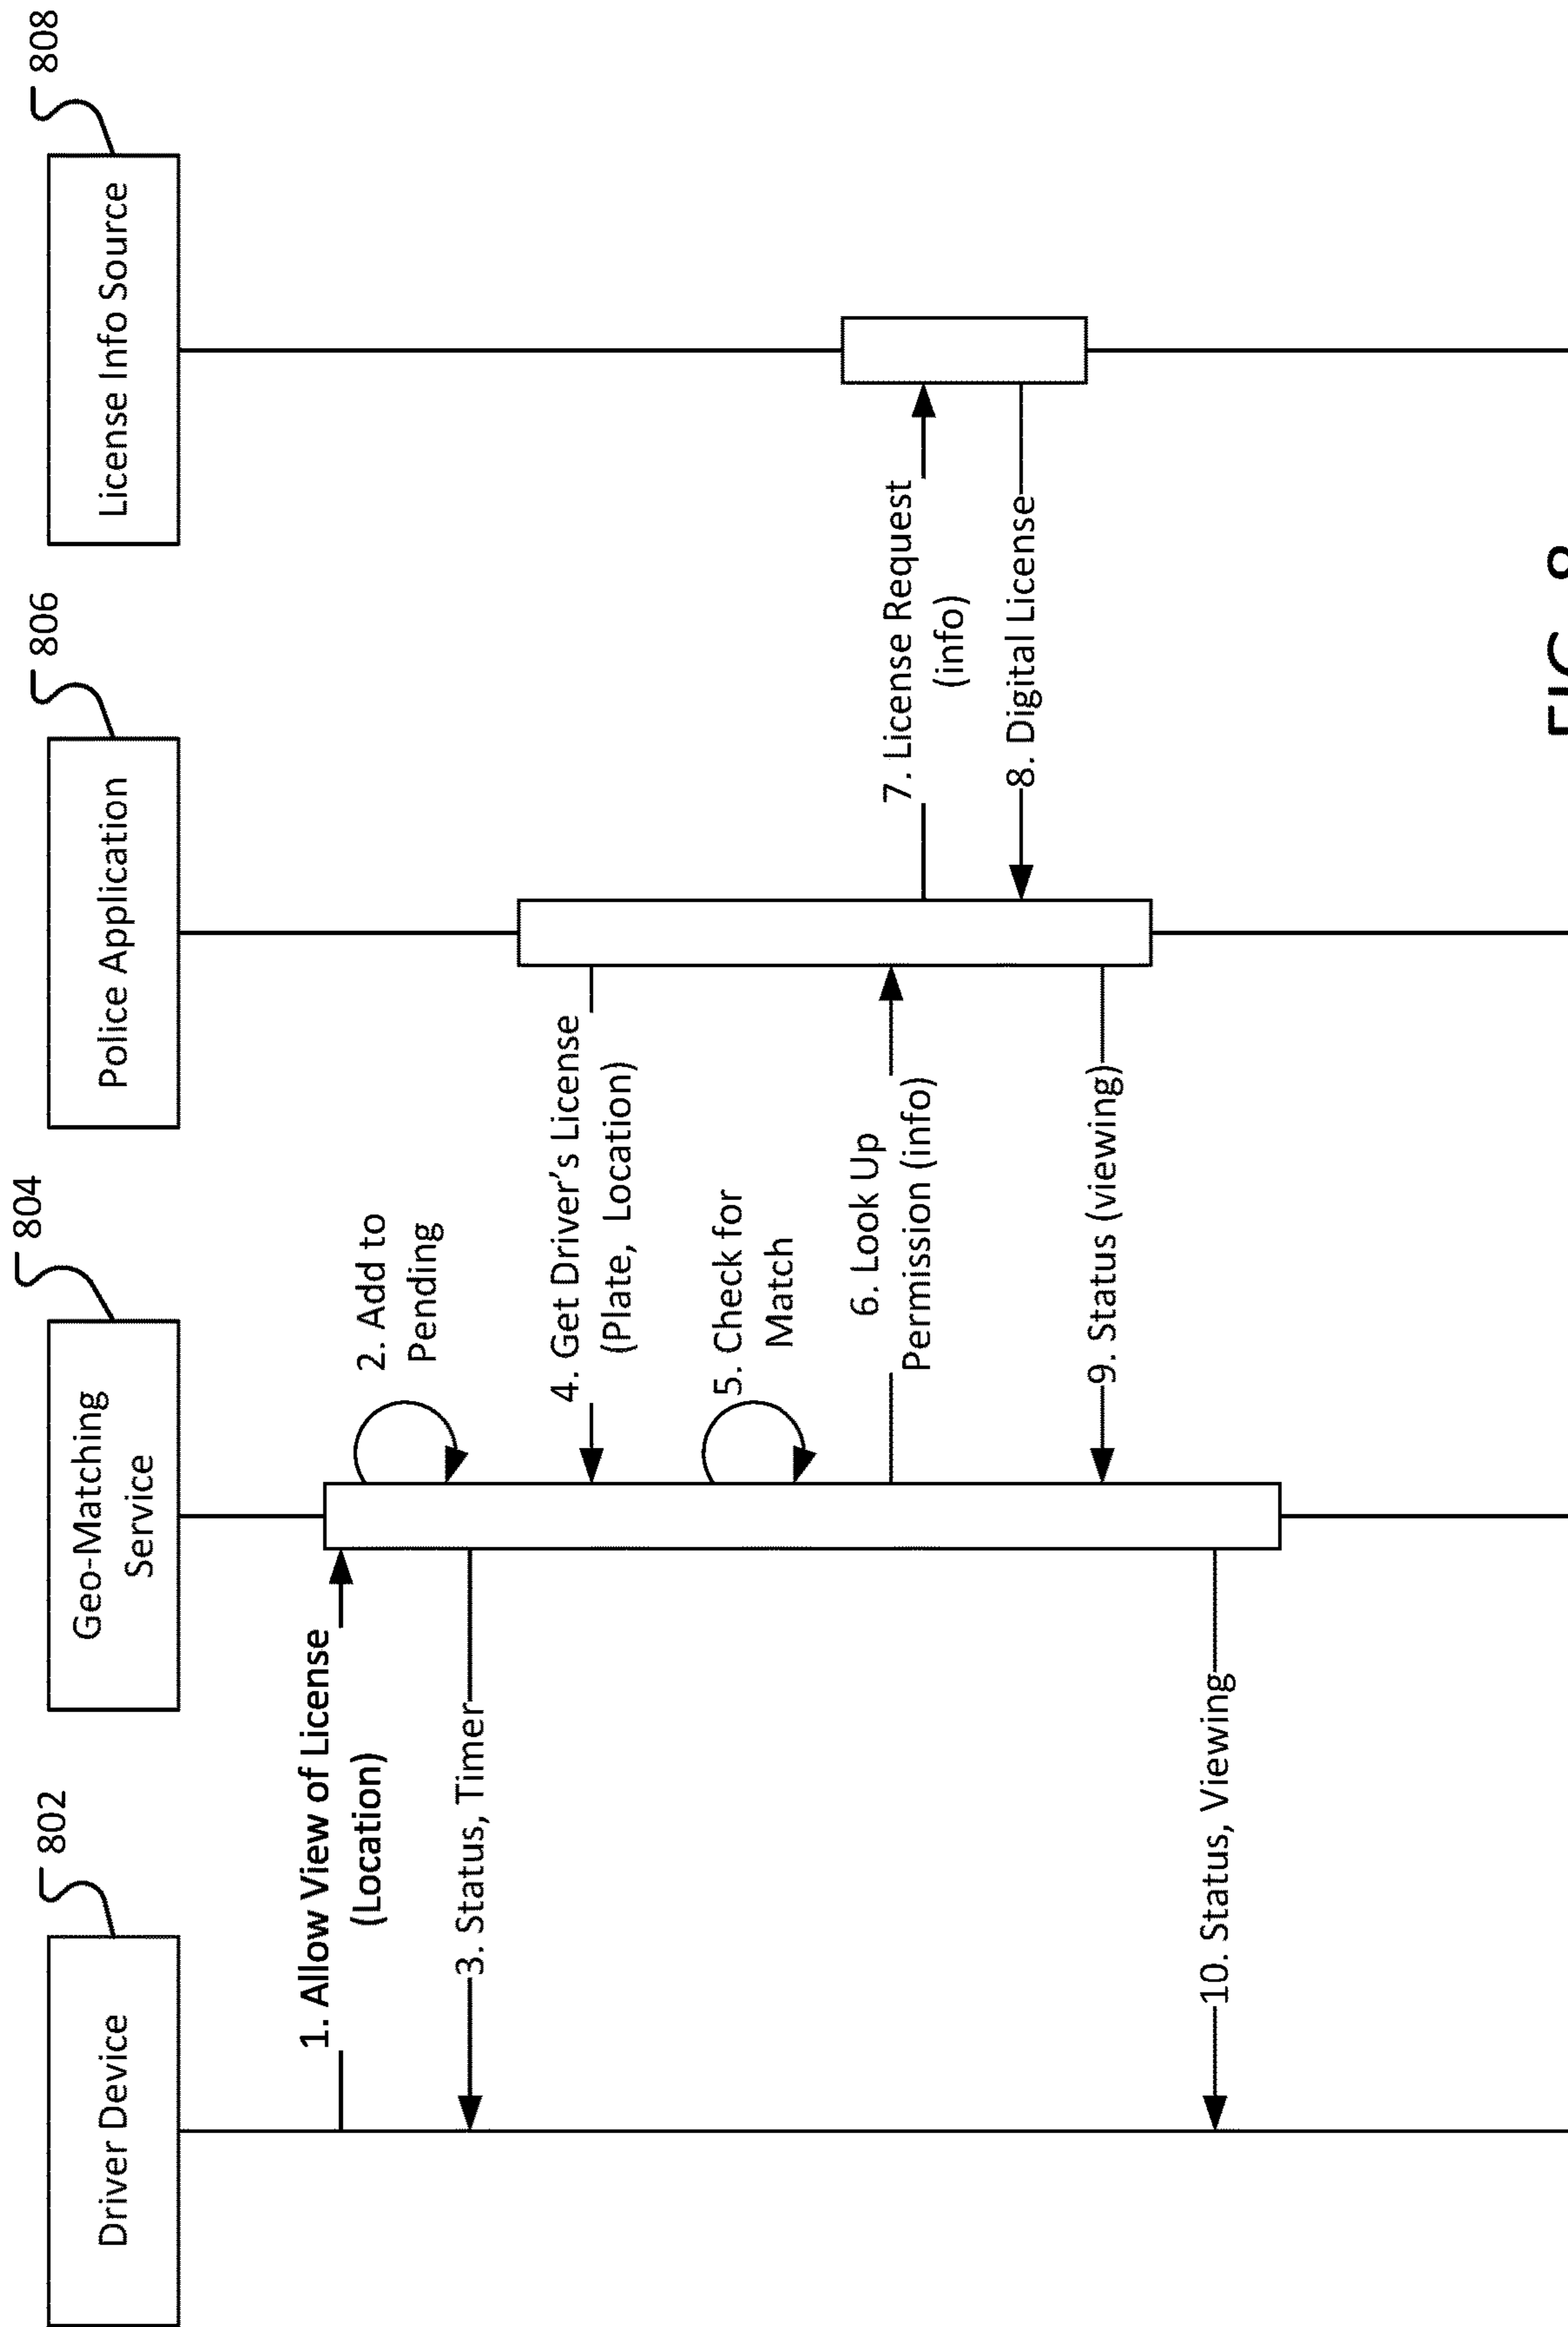 802
Driver Device
804
Geo-Matching
Service
806
Police Application
808
License Info Source
1. Allow View of License
(Location)
2. Add to
Pending
3. Status, Timer
4. Get Driver's License
(Plate, Location)
5. Check for
Match
6. Look Up
Permission (info)
7. License Request
(info)
8. Digital License
9. Status (viewing)
10. Status, Viewing
FIG. 8